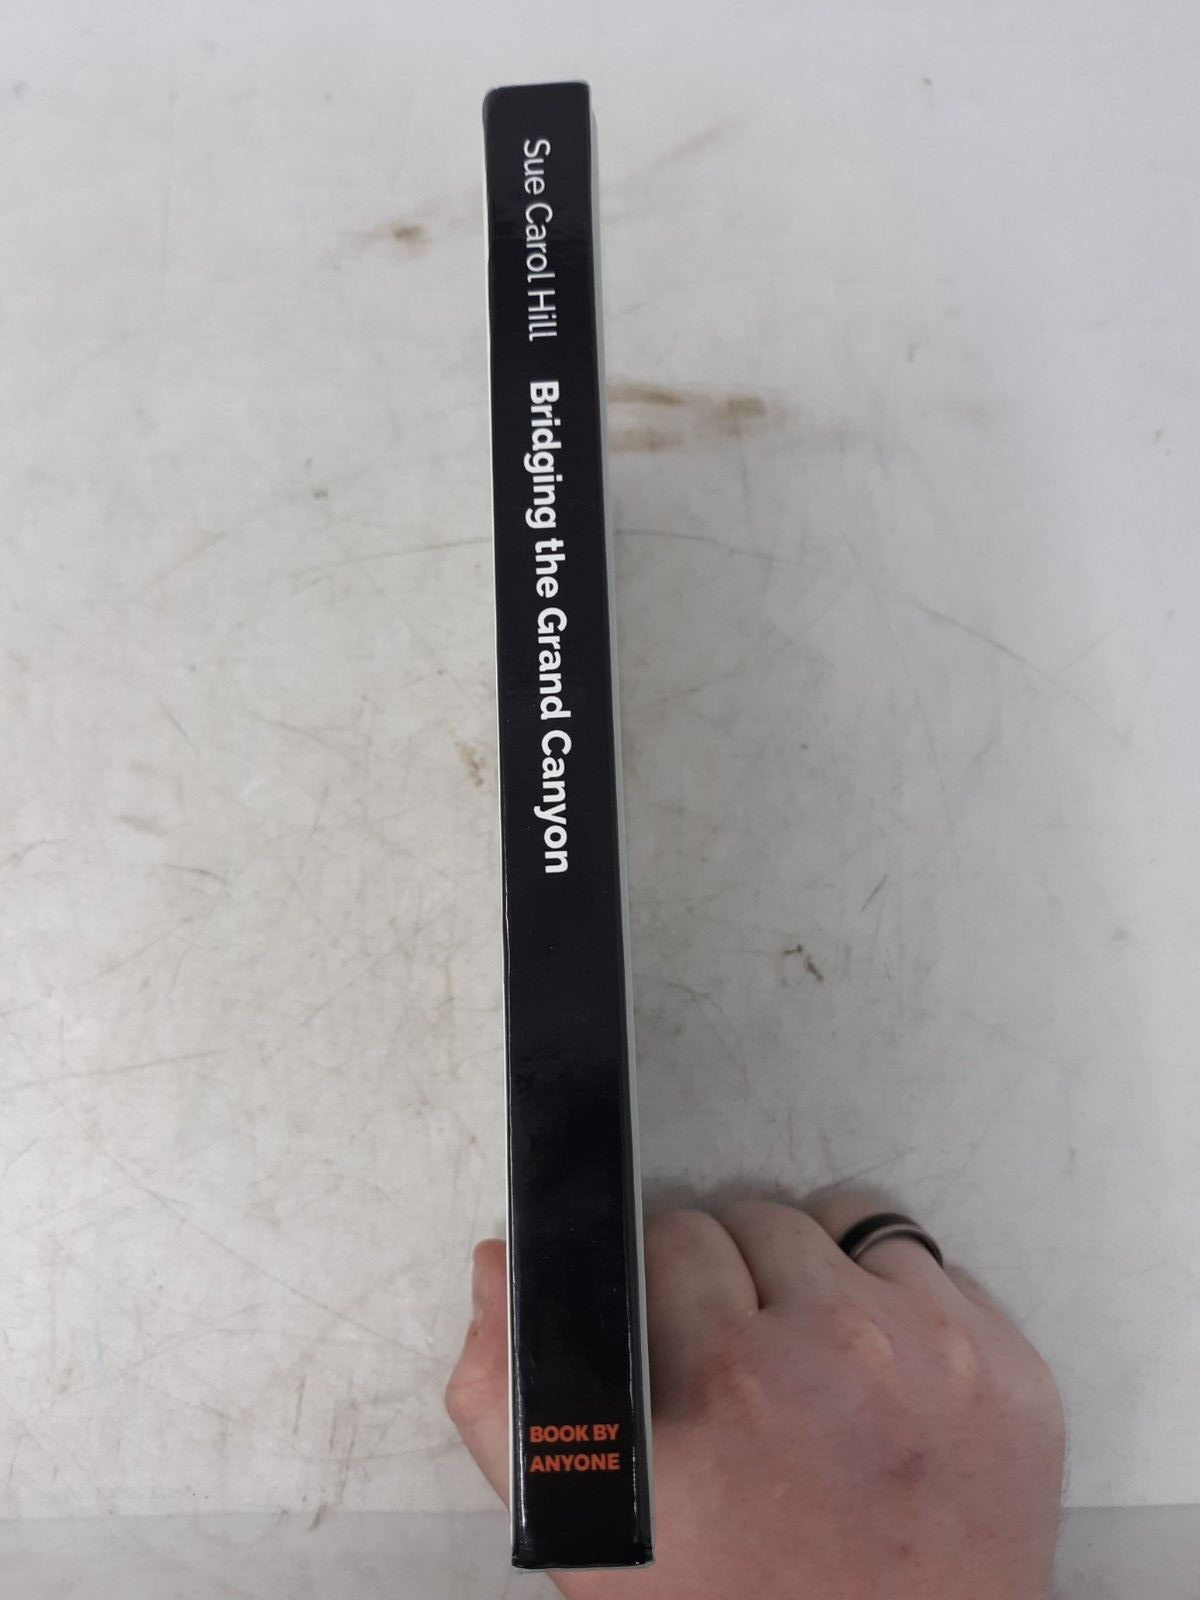 Sue Carol Hill Bridging the Grand Canyon
BOOK BY
ANYONE